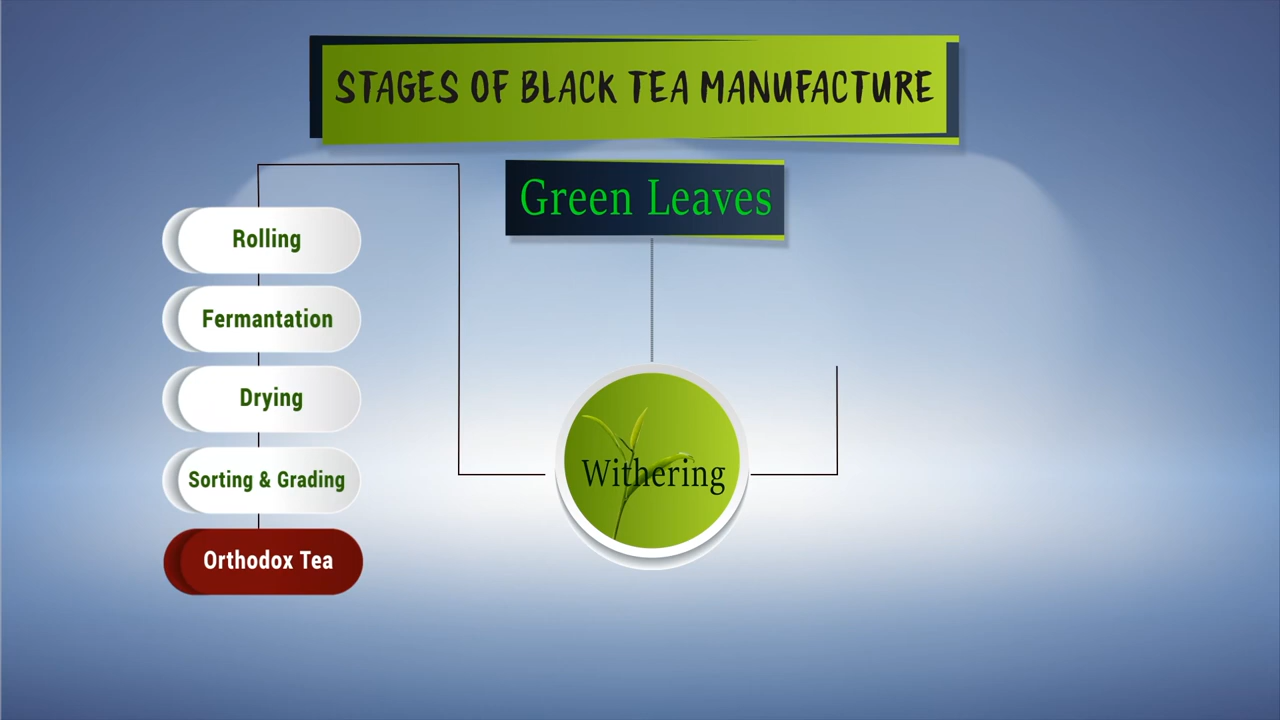 STAGES OF BLACK TEA MANUFACTURE
Green Leaves
Withering
Rolling
Fermantation
Drying
Sorting & Grading
Orthodox Tea